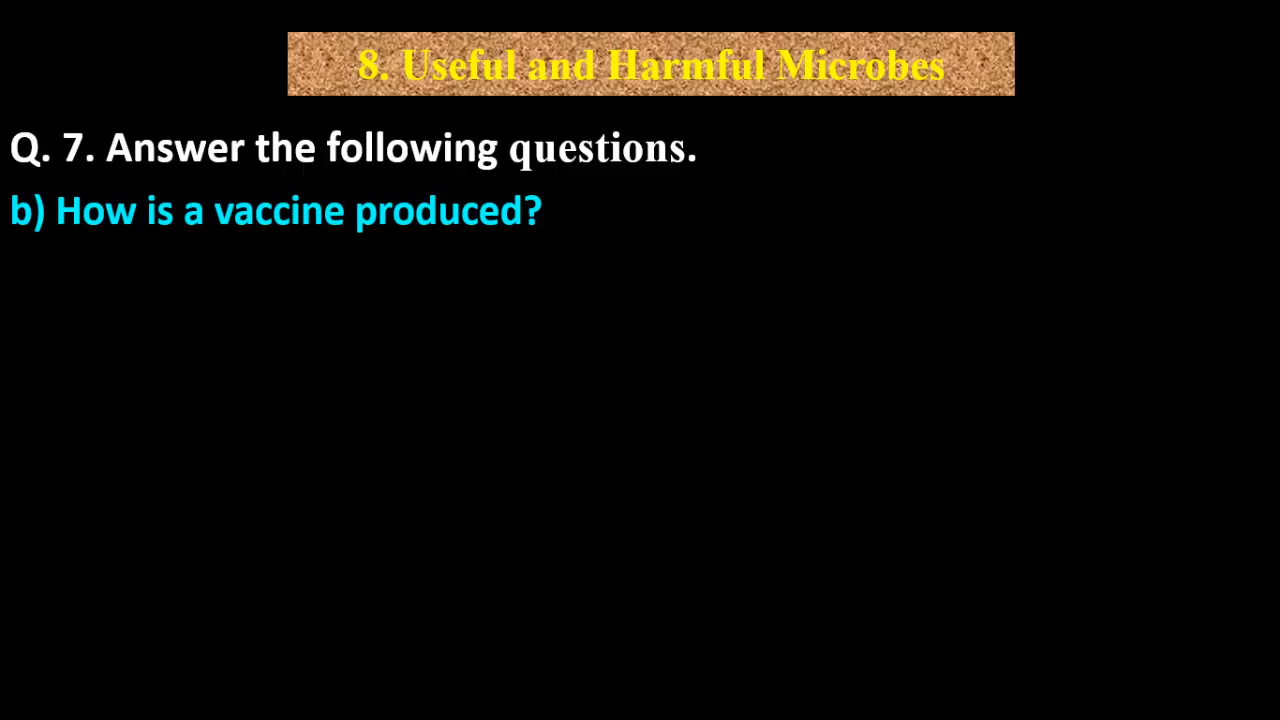 8. Useful and Harmful Microbes
Q. 7. Answer the following questions.
b) How is a vaccine produced?